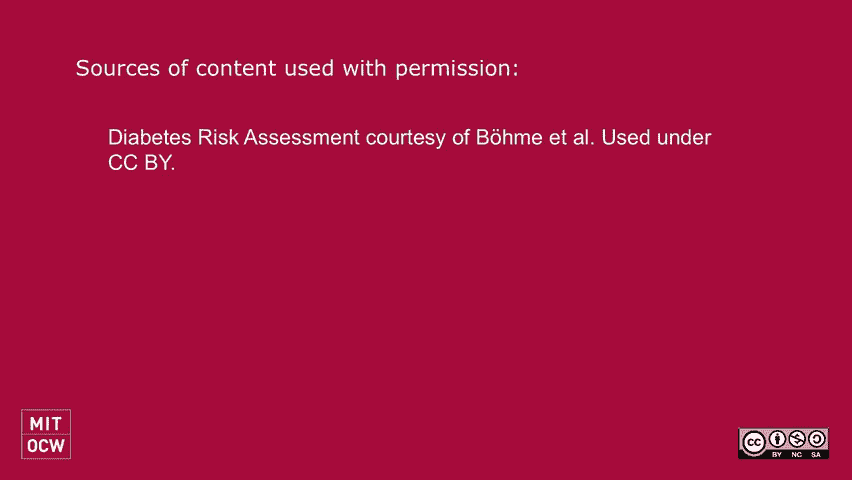 Sources of content used with permission:
Diabetes Risk Assessment courtesy of Böhme et al. Used under
CC BY.
MIT
OCW
cc
BY NC SA